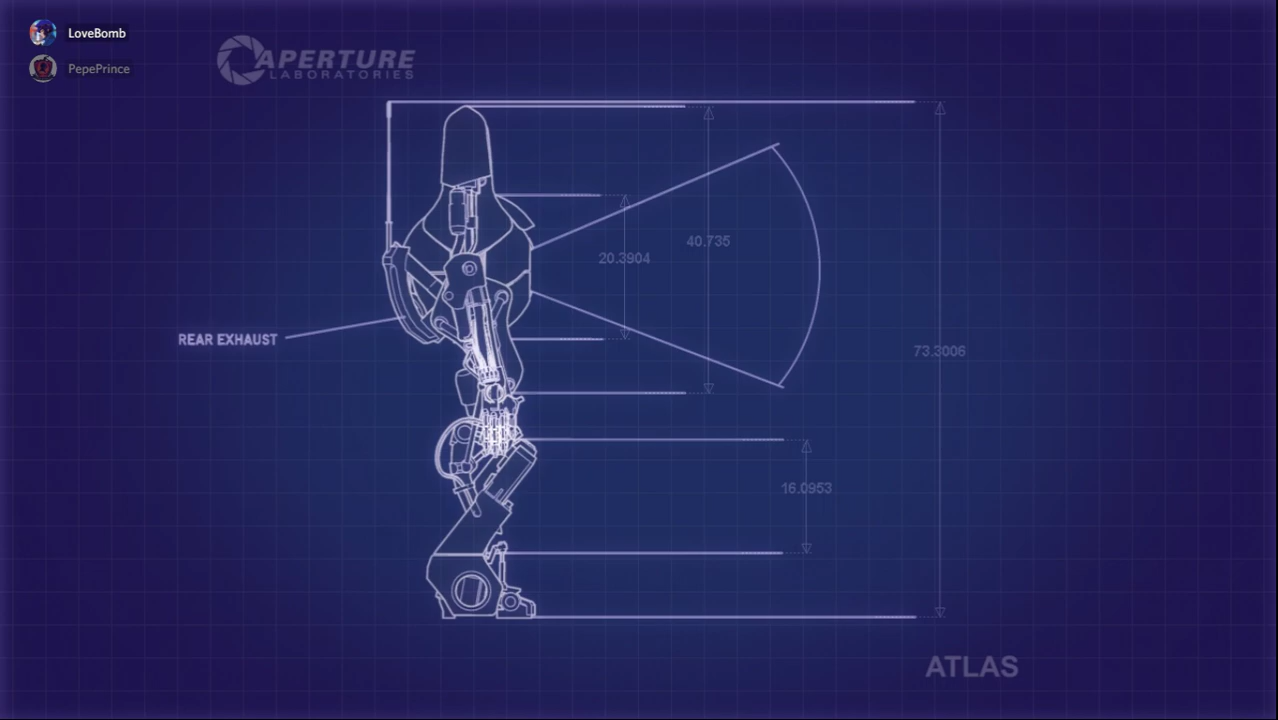 LoveBomb
PepePrince
APERTURE
LABORATORIES
40.735
20.3904
REAR EXHAUST
73.3006
16.0953
ATLAS